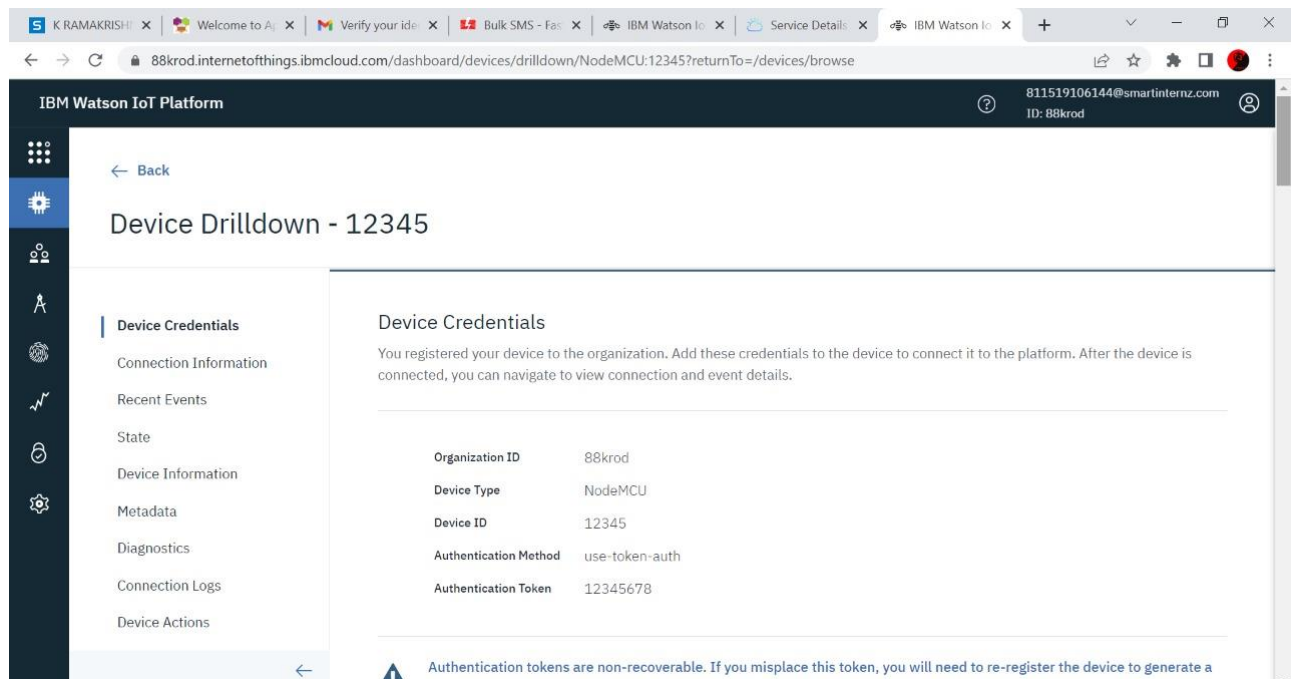 K RAMAKRISH
Welcome to Ap
Verify your ide
Bulk SMS - Fas
IBM Watson Io
Service Details
IBM Watson Io
88krod.internetofthings.ibmcloud.com/dashboard/devices/drilldown/NodeMCU:12345?returnTo=/devices/browse
IBM Watson IoT Platform
811519106144@smartinternz.com
ID: 88krod
Back
Device Drilldown - 12345
Device Credentials
Connection Information
Recent Events
State
Device Information
Metadata
Diagnostics
Connection Logs
Device Actions
Device Credentials
You registered your device to the organization. Add these credentials to the device to connect it to the platform. After the device is
connected, you can navigate to view connection and event details.
Organization ID 88krod
Device Type NodeMCU
Device ID 12345
Authentication Method use-token-auth
Authentication Token 12345678
Authentication tokens are non-recoverable. If you misplace this token, you will need to re-register the device to generate a